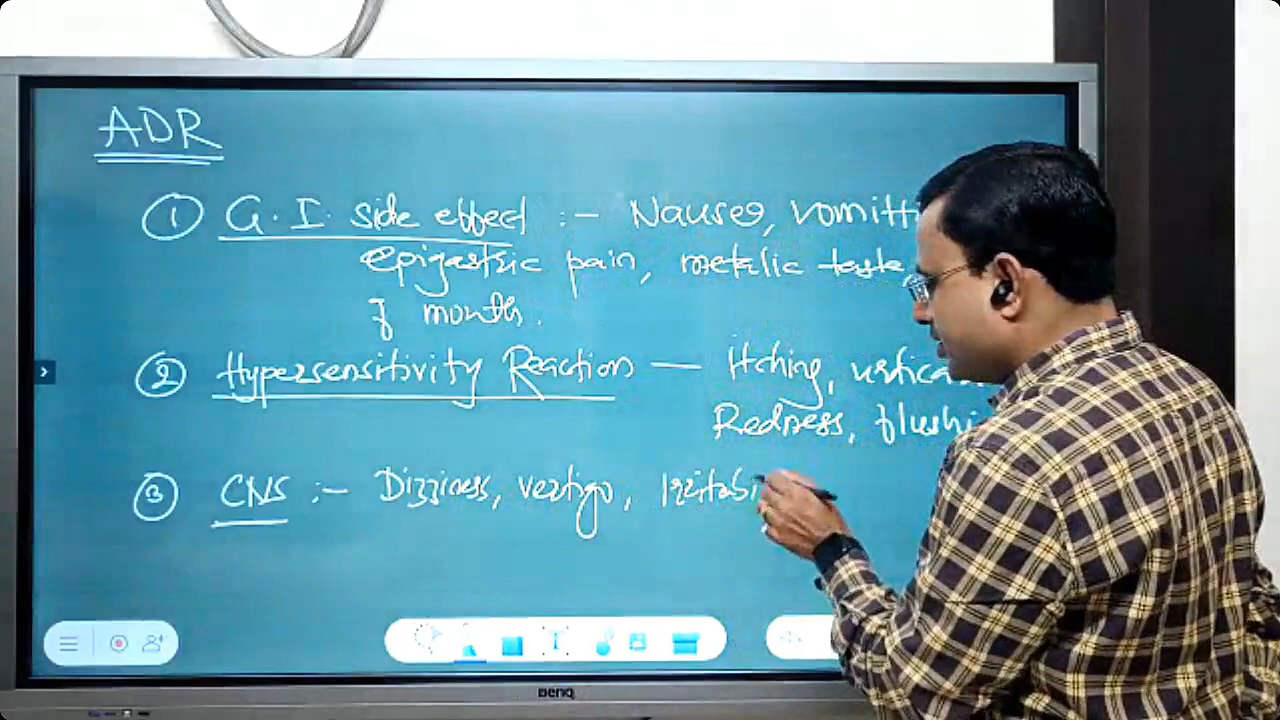 ADR
① G.I. side effect :- Nausea, vomitti
epigastric pain, metalic taste,
of month.
② Hypersensitivity Reaction — Itching, urtica
Redness, flushi
③ CNS :- Dizziness, vertigo, Irritabi
BenQ